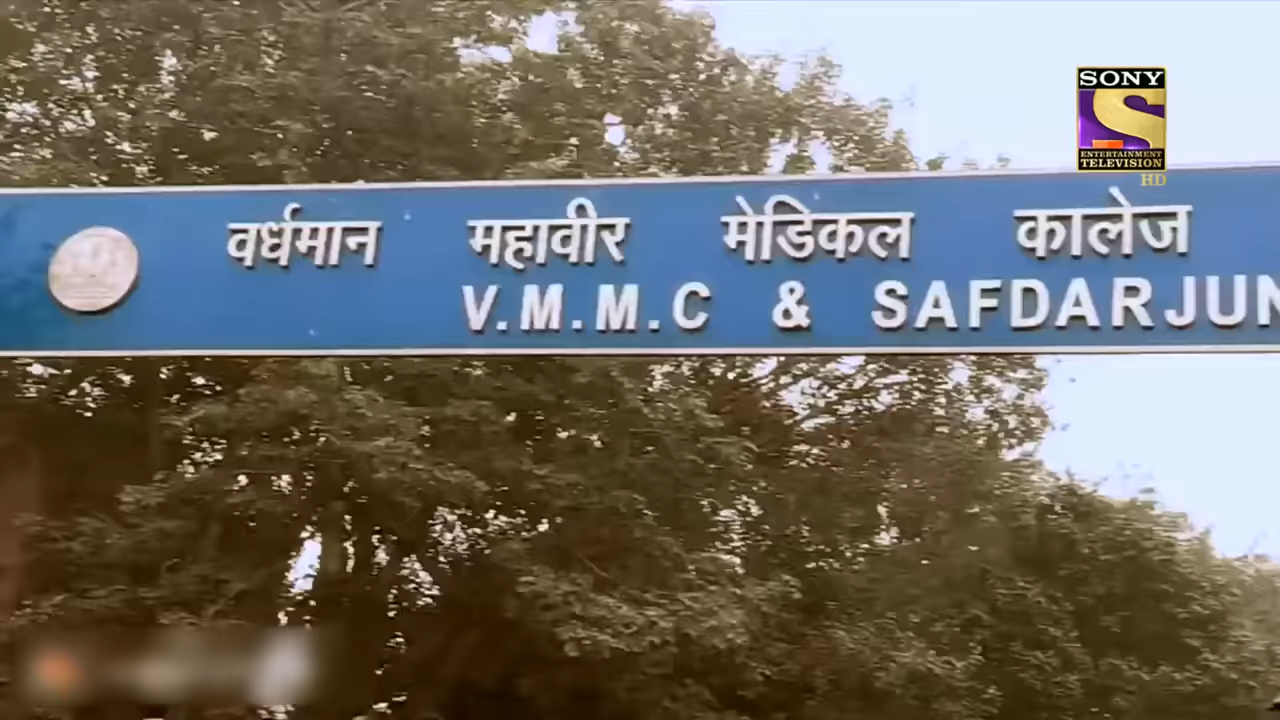 SONY
ENTERTAINMENT
TELEVISION
HD
वर्धमान महावीर मेडिकल कालेज
V.M.M.C & SAFDARJUN